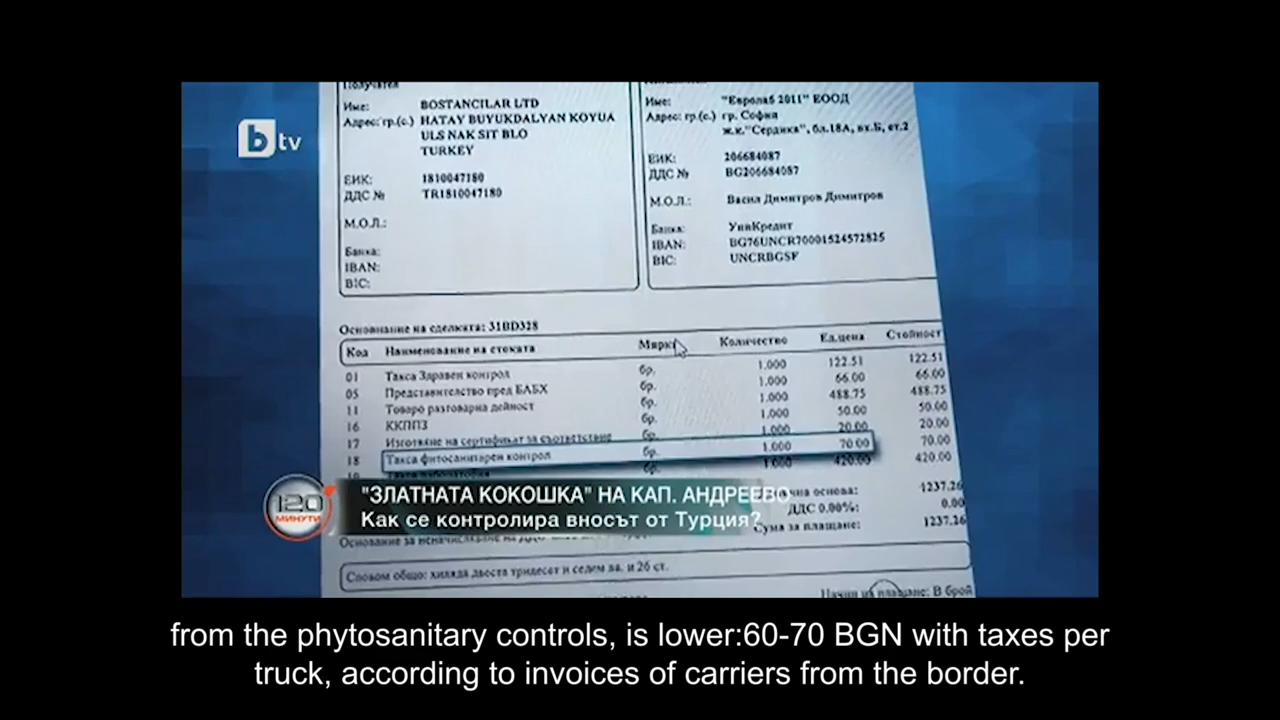 Получател
Име: BOSTANCILAR LTD
Адрес: гр.(с.) HATAY BUYUKDALYAN KOYUA
ULS NAK SIT BLO
TURKEY
ЕИК: 1810047180
ДДС № TR1810047180
М.О.Л.:
Банка:
IBAN:
BIC:
Име: "Евролаб 2011" ЕООД
Адрес: гр.(с.) гр. София
ж.к."Сердика", бл.18А, вх.Б, ет.2
ЕИК: 206684087
ДДС № BG206684087
М.О.Л.: Васил Димитров Димитров
Банка: УниКредит
IBAN: BG76UNCR70001524572825
BIC: UNCRBGSF
btv
Основание на сделката: 31BD328
Код Наименование на стоката Мярка Количество Ед.цена Стойност
01 Такса Здравен контрол бр. 1.000 122.51 122.51
05 Представителство пред БАБХ бр. 1.000 66.00 66.00
11 Товаро разговарна дейност бр. 1.000 488.75 488.75
16 ККППЗ бр. 1.000 50.00 50.00
17 Изготвяне на сертификат за съответствие бр. 1.000 20.00 20.00
18 Такса фитосанитарен контрол бр. 1.000 70.00 70.00
бр. 1.000 420.00 420.00
основа: 1237.26
ДДС 0.00%: 0.00
Сума за плащане: 1237.26
120 МИНУТИ
"ЗЛАТНАТА КОКОШКА" НА КАП. АНДРЕЕВО
Как се контролира вносът от Турция?
Основание за неначисляване на ДДС
Словом общо: хиляда двеста тридесет и седем лв. и 26 ст.
Начин на плащане: В брой
from the phytosanitary controls, is lower:60-70 BGN with taxes per
truck, according to invoices of carriers from the border.